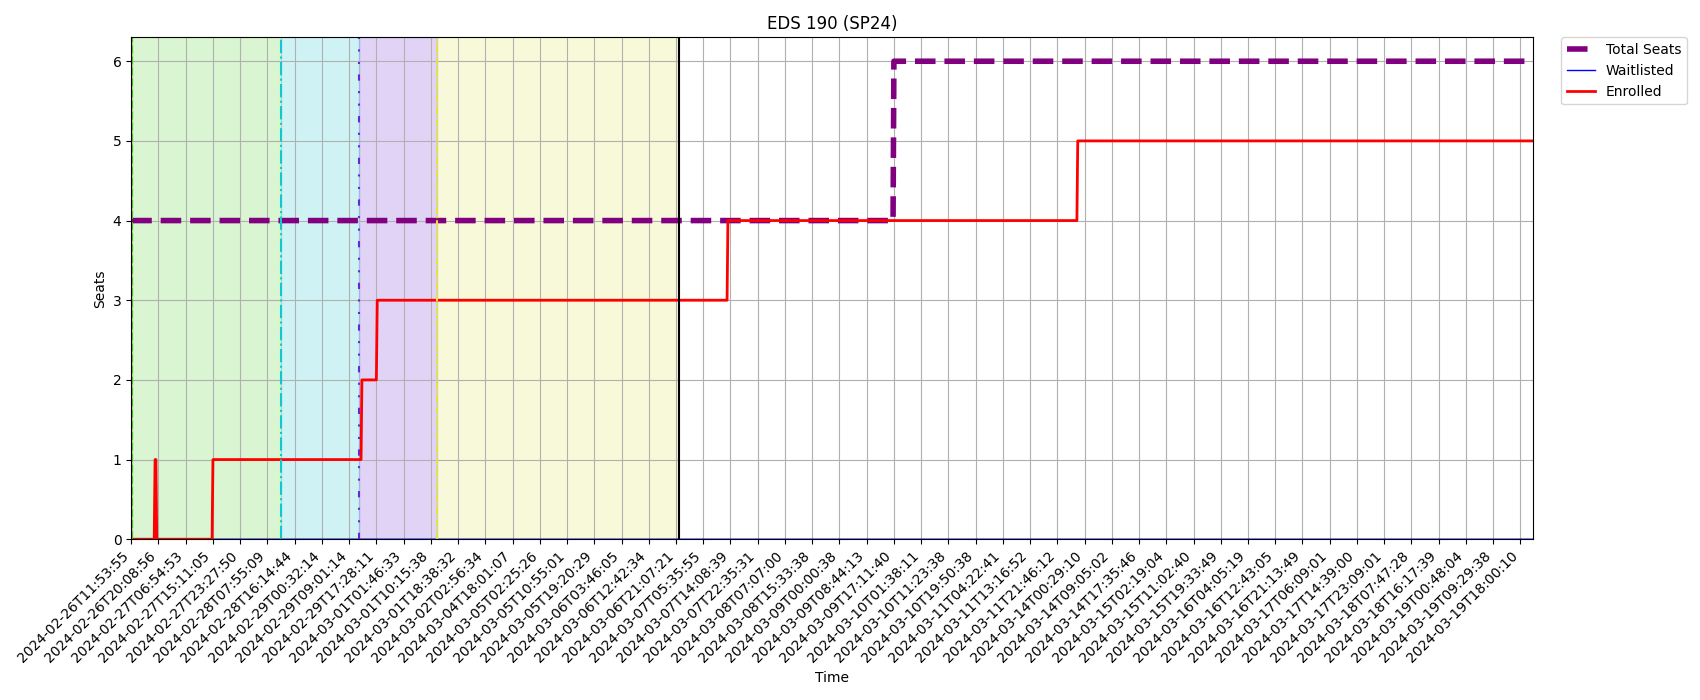 EDS 190 (SP24)
Total Seats
Waitlisted
Enrolled
Seats
6
5
4
3
2
1
0
2024-02-26T11:53:55
2024-02-26T20:08:56
2024-02-27T06:54:53
2024-02-27T15:11:05
2024-02-27T23:27:50
2024-02-28T07:55:09
2024-02-28T16:14:44
2024-02-29T00:32:14
2024-02-29T09:01:14
2024-02-29T17:28:11
2024-03-01T01:46:33
2024-03-01T10:15:38
2024-03-01T18:38:32
2024-03-02T02:56:34
2024-03-04T18:01:07
2024-03-05T02:25:26
2024-03-05T10:55:01
2024-03-05T19:20:29
2024-03-06T03:46:05
2024-03-06T12:42:34
2024-03-06T21:07:21
2024-03-07T05:35:55
2024-03-07T14:08:39
2024-03-07T22:35:31
2024-03-08T07:07:00
2024-03-08T15:33:38
2024-03-09T00:00:38
2024-03-09T08:44:13
2024-03-09T17:11:40
2024-03-10T01:38:11
2024-03-10T11:23:38
2024-03-10T19:50:38
2024-03-11T04:22:41
2024-03-11T13:16:52
2024-03-11T21:46:12
2024-03-14T00:29:10
2024-03-14T09:05:02
2024-03-14T17:35:46
2024-03-15T02:19:04
2024-03-15T11:02:40
2024-03-15T19:33:49
2024-03-16T04:05:19
2024-03-16T12:43:05
2024-03-16T21:13:49
2024-03-17T06:09:01
2024-03-17T14:39:00
2024-03-17T23:09:01
2024-03-18T07:47:28
2024-03-18T16:17:39
2024-03-19T00:48:04
2024-03-19T09:29:38
2024-03-19T18:00:10
Time